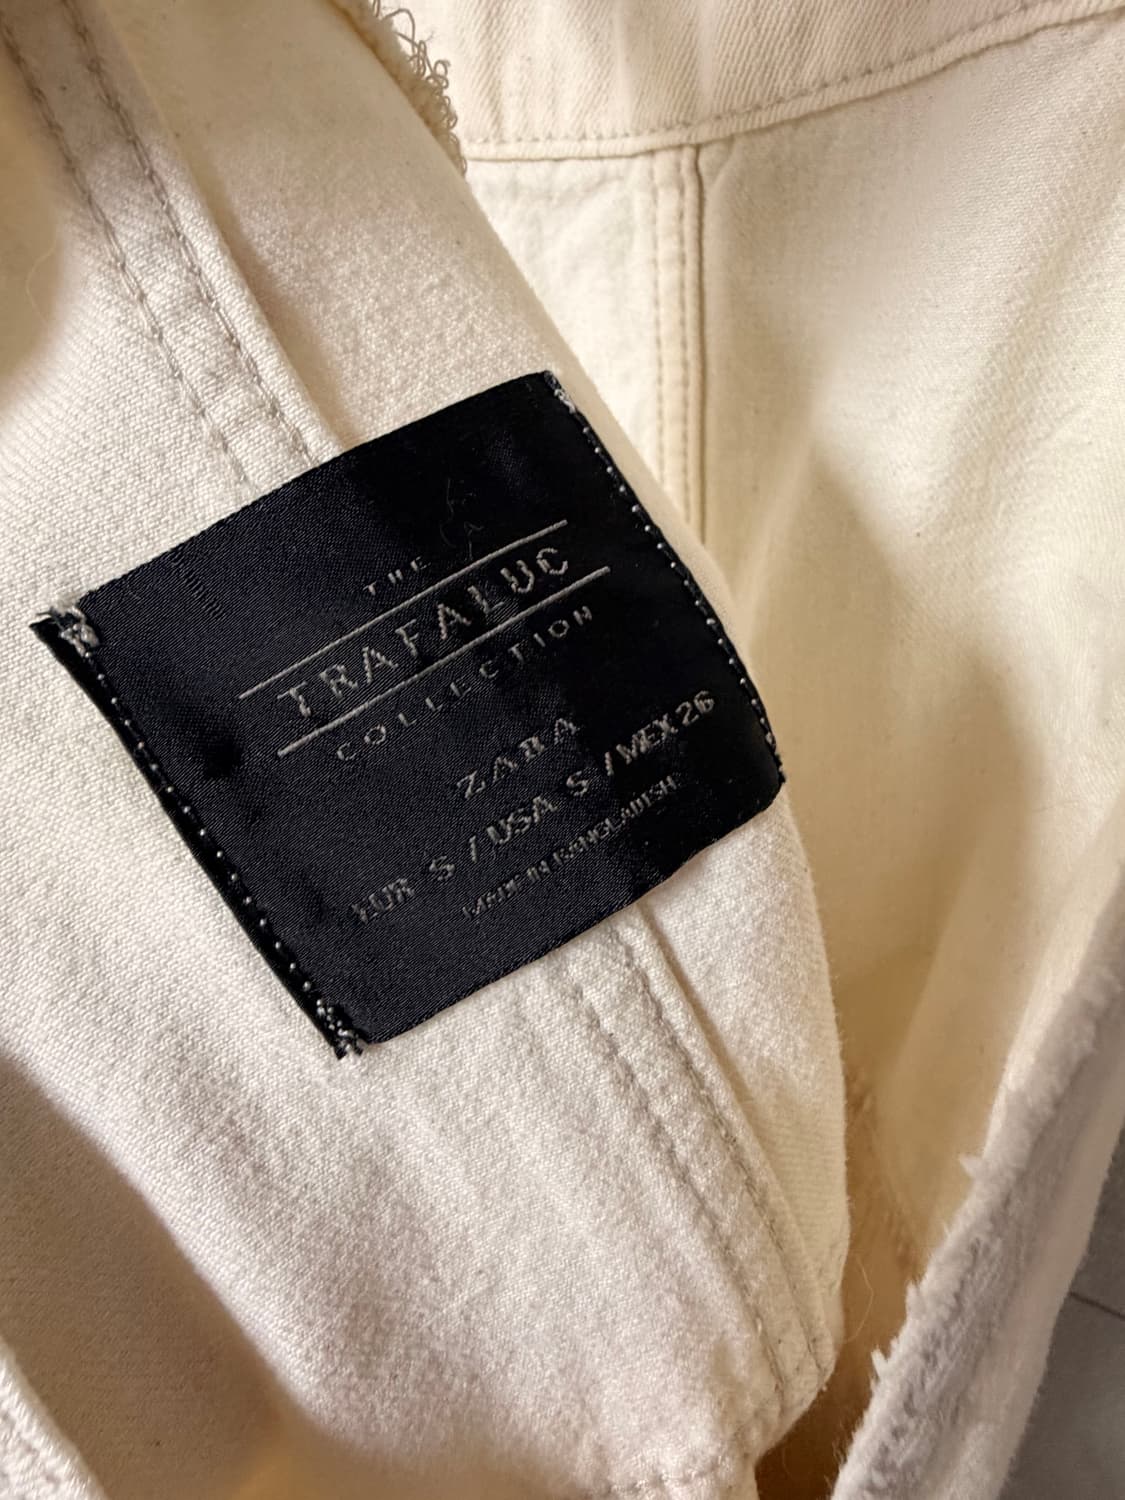 THE
TRAFALUC
COLLECTION
ZARA
EUR S / USA S / MEX 26
MADE IN BANGLADESH